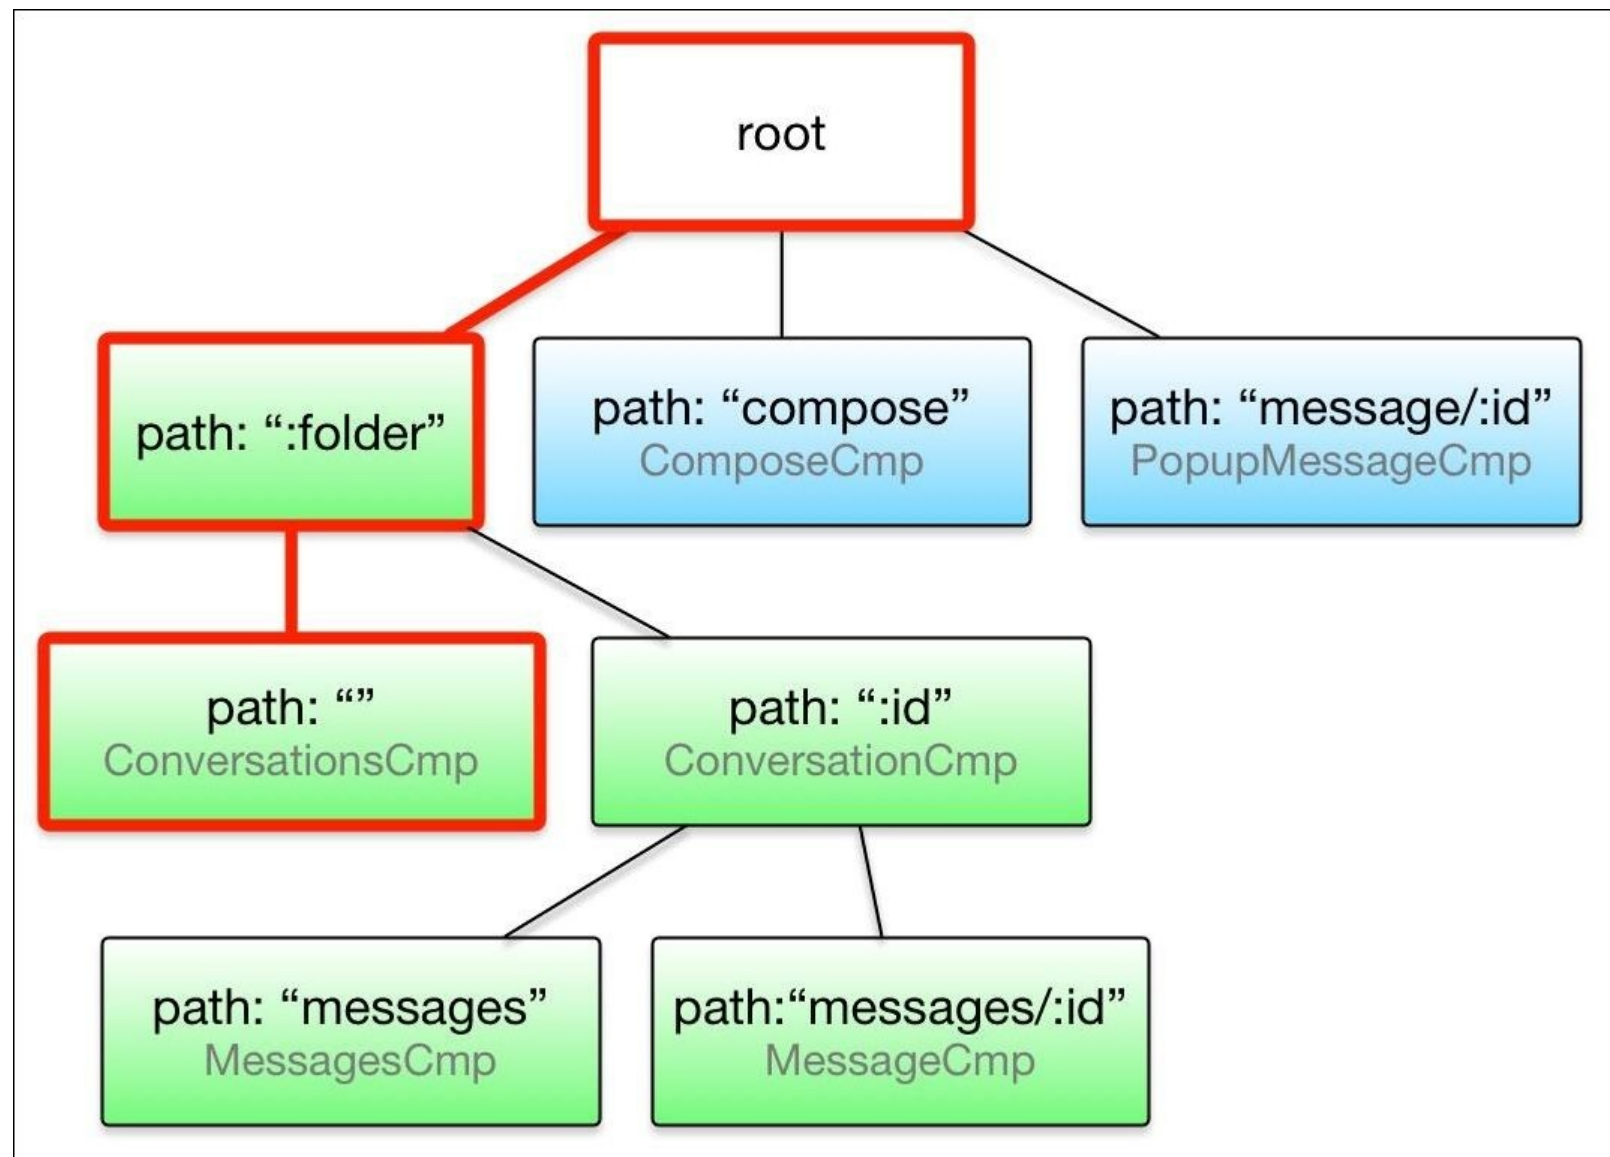 root
path: “:folder”
path: “compose”
ComposeCmp
path: “message/:id”
PopupMessageCmp
path: “”
ConversationsCmp
path: “:id”
ConversationCmp
path: “messages”
MessagesCmp
path:“messages/:id”
MessageCmp